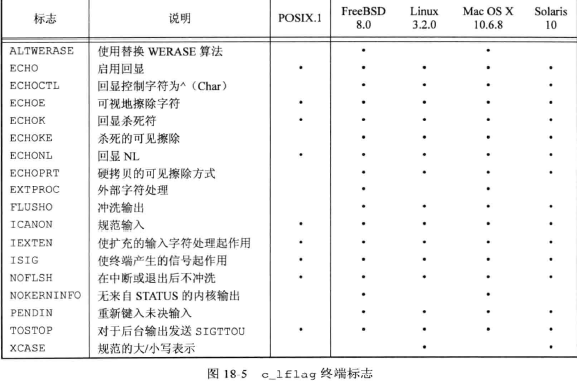 标志 说明 POSIX.1 FreeBSD 8.0 Linux 3.2.0 Mac OS X 10.6.8 Solaris 10
ALTWERASE 使用替换 WERASE 算法 • •
ECHO 启用回显 • • • • •
ECHOCTL 回显控制字符为^（Char） • • • •
ECHOE 可视地擦除字符 • • • • •
ECHOK 回显杀死符 • • • • •
ECHOKE 杀死的可见擦除 • • • •
ECHONL 回显 NL • • • • •
ECHOPRT 硬拷贝的可见擦除方式 • • • •
EXTPROC 外部字符处理 • •
FLUSHO 冲洗输出 • • • •
ICANON 规范输入 • • • • •
IEXTEN 使扩充的输入字符处理起作用 • • • • •
ISIG 使终端产生的信号起作用 • • • • •
NOFLSH 在中断或退出后不冲洗 • • • • •
NOKERNINFO 无来自 STATUS 的内核输出 • •
PENDIN 重新键入未决输入 • • • •
TOSTOP 对于后台输出发送 SIGTTOU • • • • •
XCASE 规范的大/小写表示 • •
图 18-5 c_lflag 终端标志